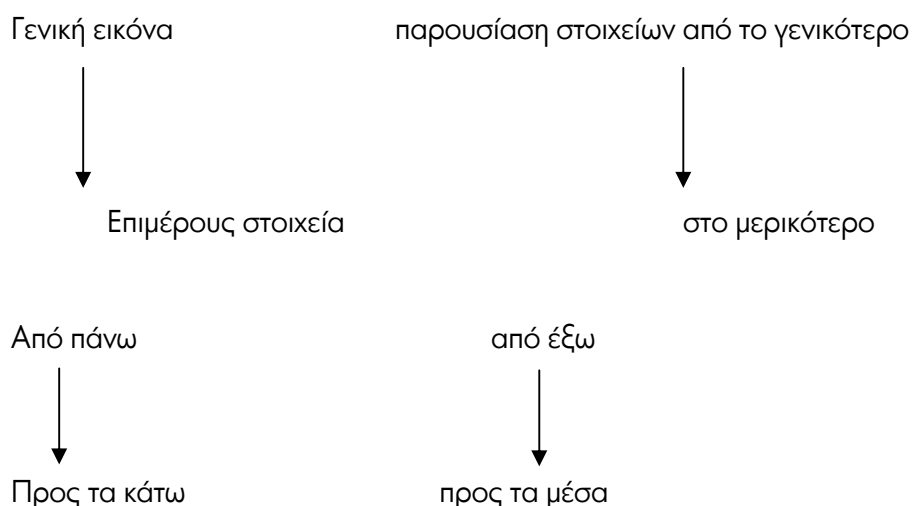 Γενική εικόνα παρουσίαση στοιχείων από το γενικότερο
Επιμέρους στοιχεία στο μερικότερο
Από πάνω από έξω
Προς τα κάτω προς τα μέσα